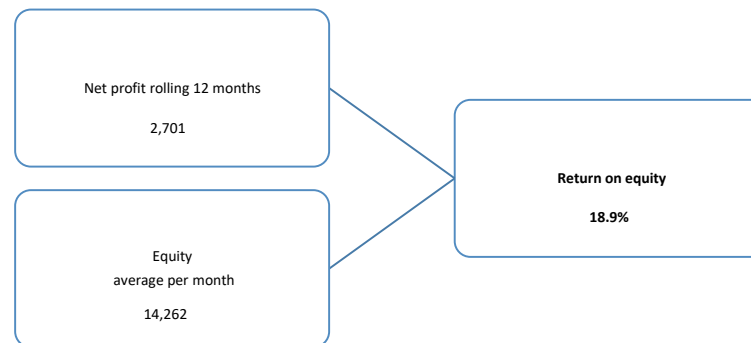 Net profit rolling 12 months
2,701
Return on equity
18.9%
Equity
average per month
14,262